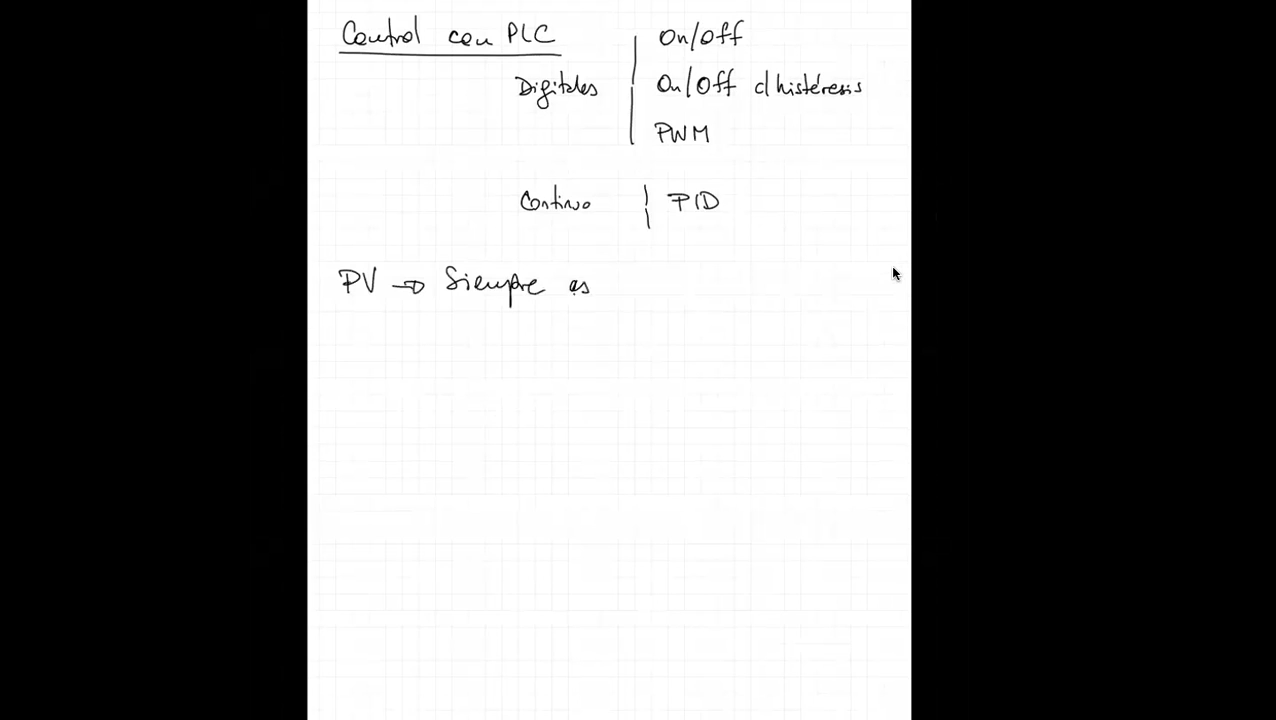 Control con PLC
On/Off
Digitales
On/Off c/histéresis
PWM
Continuo
PID
PV → Siempre es